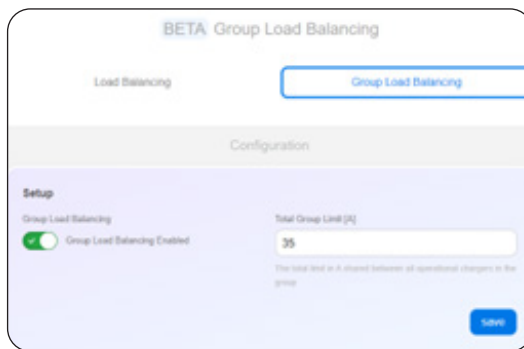 BETA Group Load Balancing
Load Balancing
Group Load Balancing
Configuration
Setup
Group Load Balancing
Group Load Balancing Enabled
Total Group Limit [A]
35
The total limit in A shared between all operational chargers in the
group
save